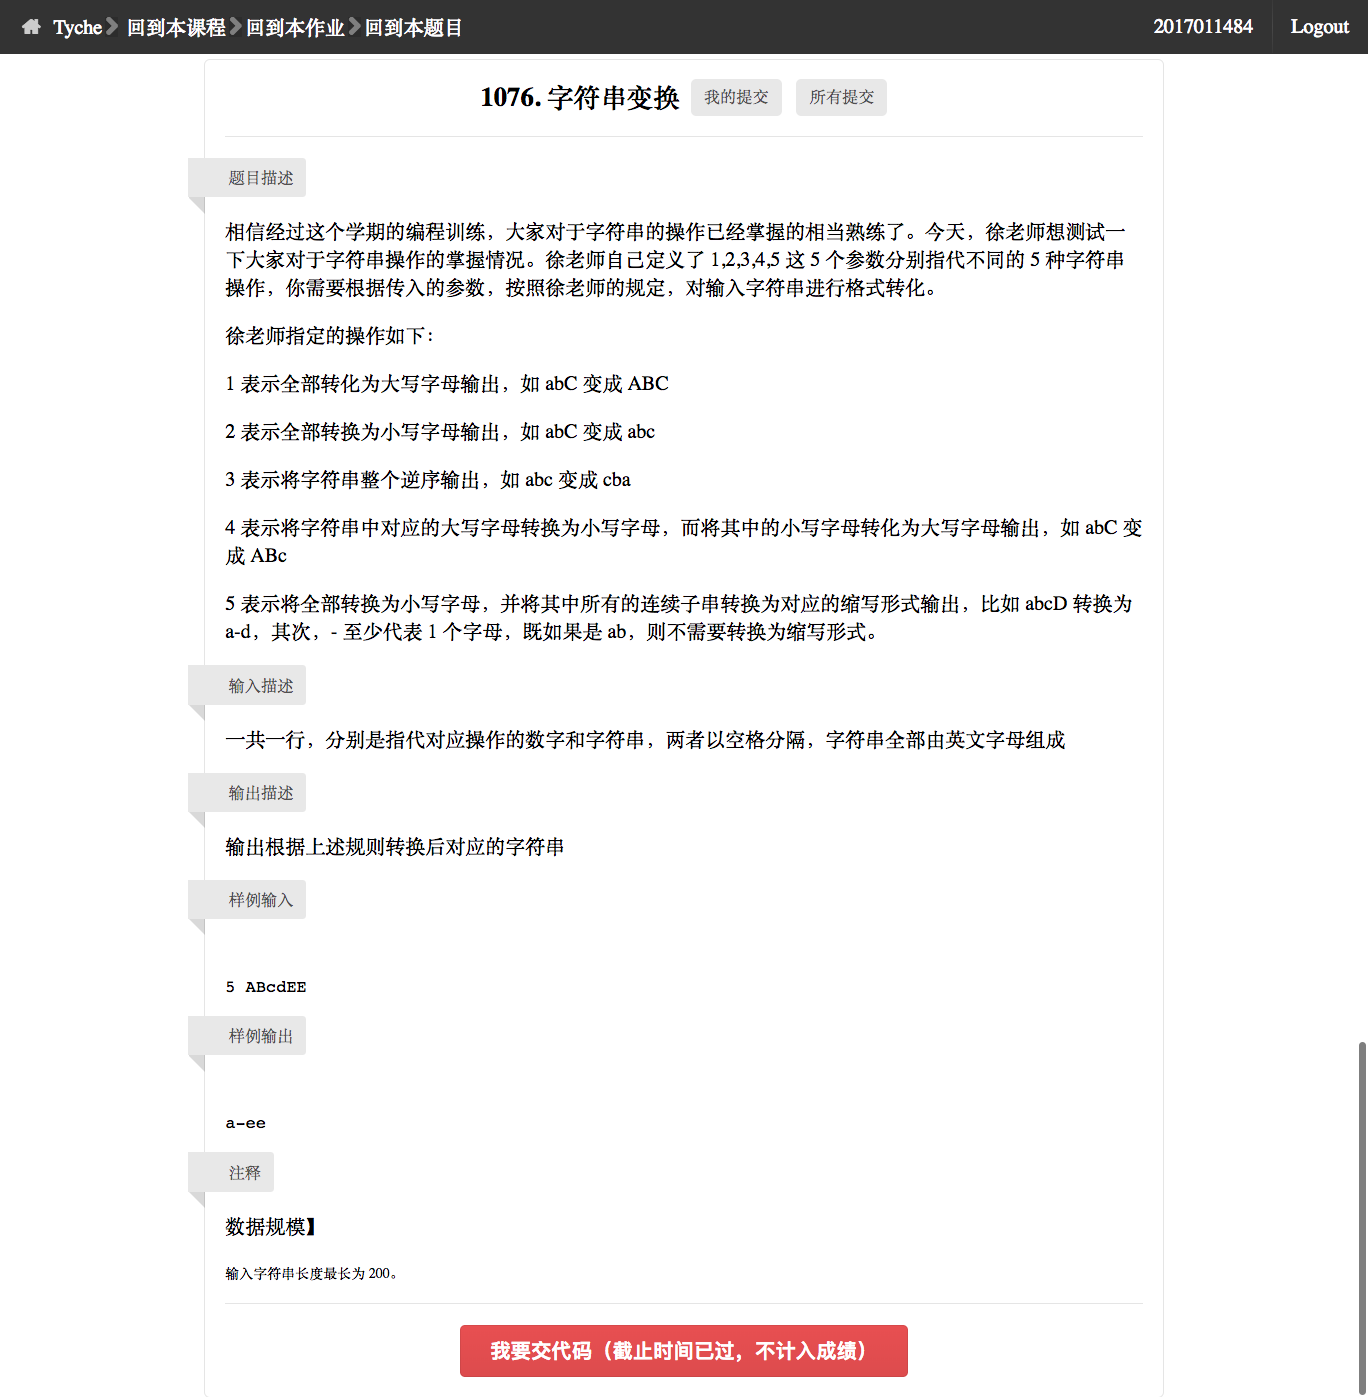 Tyche 回到本课程 回到本作业 回到本题目 2017011484 Logout
1076. 字符串变换 我的提交 所有提交
题目描述
相信经过这个学期的编程训练，大家对于字符串的操作已经掌握的相当熟练了。今天，徐老师想测试一
下大家对于字符串操作的掌握情况。徐老师自己定义了 1,2,3,4,5 这 5 个参数分别指代不同的 5 种字符串
操作，你需要根据传入的参数，按照徐老师的规定，对输入字符串进行格式转化。
徐老师指定的操作如下：
1 表示全部转化为大写字母输出，如 abC 变成 ABC
2 表示全部转换为小写字母输出，如 abC 变成 abc
3 表示将字符串整个逆序输出，如 abc 变成 cba
4 表示将字符串中对应的大写字母转换为小写字母，而将其中的小写字母转化为大写字母输出，如 abC 变
成 ABc
5 表示将全部转换为小写字母，并将其中所有的连续子串转换为对应的缩写形式输出，比如 abcD 转换为
a-d，其次，- 至少代表 1 个字母，既如果是 ab，则不需要转换为缩写形式。
输入描述
一共一行，分别是指代对应操作的数字和字符串，两者以空格分隔，字符串全部由英文字母组成
输出描述
输出根据上述规则转换后对应的字符串
样例输入
5 ABcdEE
样例输出
a-ee
注释
数据规模】
输入字符串长度最长为 200。
我要交代码（截止时间已过，不计入成绩）